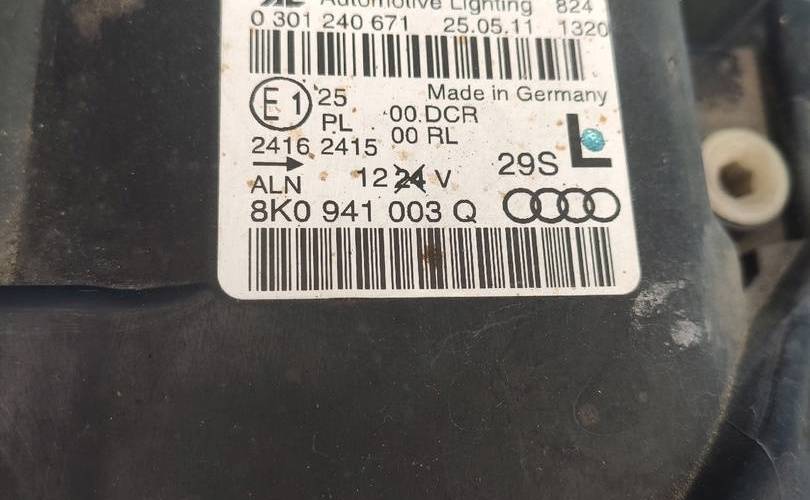 Automotive Lighting 824
0 301 240 671 25.05.11 1320
E1 25 Made in Germany
PL 00 DCR
00 RL
2416 2415
L
29S
ALN 12 24 V
8K0 941 003 Q